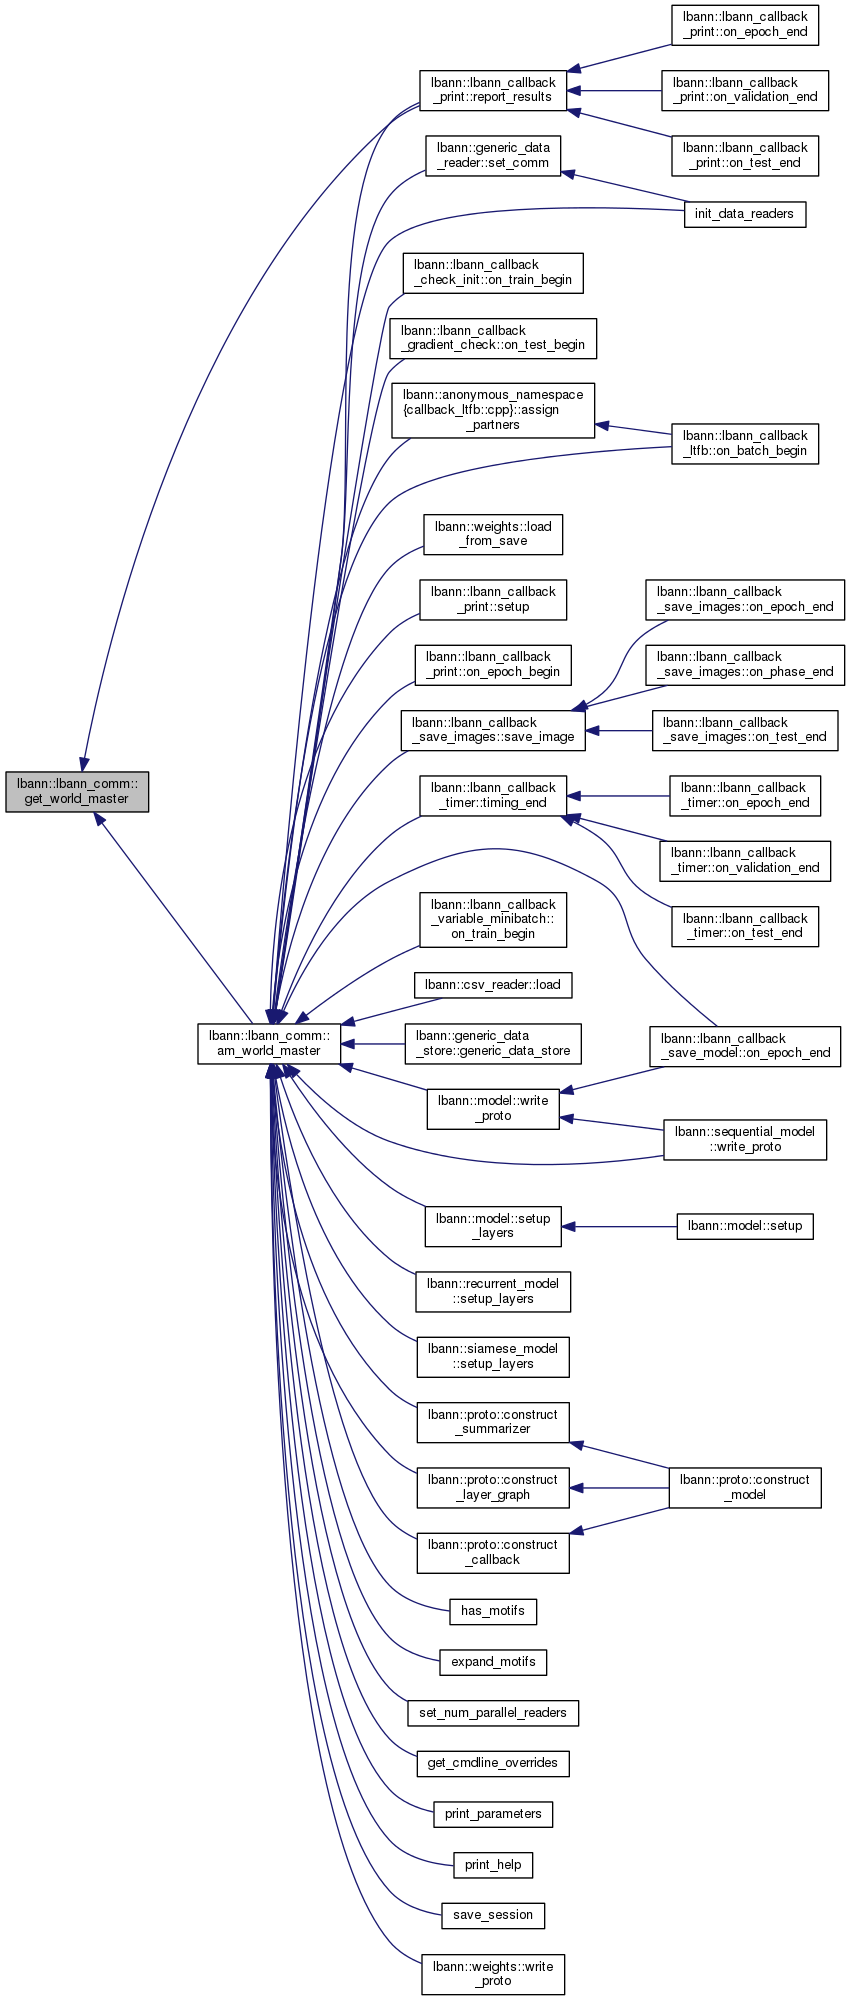 lbann::lbann_callback
_print::on_epoch_end
lbann::lbann_callback
_print::report_results
lbann::lbann_callback
_print::on_validation_end
lbann::generic_data
_reader::set_comm
lbann::lbann_callback
_print::on_test_end
init_data_readers
lbann::lbann_callback
_check_init::on_train_begin
lbann::lbann_callback
_gradient_check::on_test_begin
lbann::anonymous_namespace
{callback_ltfb::cpp}::assign
_partners
lbann::lbann_callback
_ltfb::on_batch_begin
lbann::weights::load
_from_save
lbann::lbann_callback
_print::setup
lbann::lbann_callback
_save_images::on_epoch_end
lbann::lbann_callback
_print::on_epoch_begin
lbann::lbann_callback
_save_images::on_phase_end
lbann::lbann_callback
_save_images::save_image
lbann::lbann_callback
_save_images::on_test_end
lbann::lbann_comm::
get_world_master
lbann::lbann_callback
_timer::timing_end
lbann::lbann_callback
_timer::on_epoch_end
lbann::lbann_callback
_timer::on_validation_end
lbann::lbann_callback
_variable_minibatch::
on_train_begin
lbann::lbann_callback
_timer::on_test_end
lbann::csv_reader::load
lbann::lbann_comm::
am_world_master
lbann::generic_data
_store::generic_data_store
lbann::lbann_callback
_save_model::on_epoch_end
lbann::model::write
_proto
lbann::sequential_model
::write_proto
lbann::model::setup
_layers
lbann::model::setup
lbann::recurrent_model
::setup_layers
lbann::siamese_model
::setup_layers
lbann::proto::construct
_summarizer
lbann::proto::construct
_layer_graph
lbann::proto::construct
_model
lbann::proto::construct
_callback
has_motifs
expand_motifs
set_num_parallel_readers
get_cmdline_overrides
print_parameters
print_help
save_session
lbann::weights::write
_proto